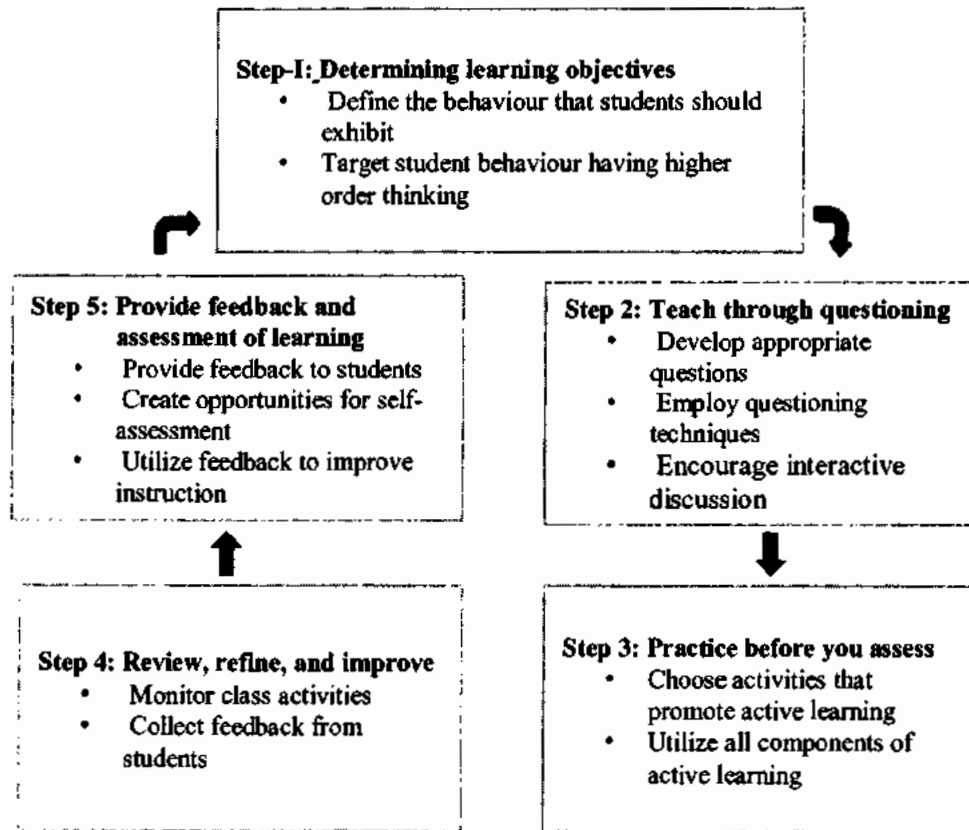 Step-I: Determining learning objectives
• Define the behaviour that students should
exhibit
• Target student behaviour having higher
order thinking
Step 2: Teach through questioning
• Develop appropriate
questions
• Employ questioning
techniques
• Encourage interactive
discussion
Step 3: Practice before you assess
• Choose activities that
promote active learning
• Utilize all components of
active learning
Step 4: Review, refine, and improve
• Monitor class activities
• Collect feedback from
students
Step 5: Provide feedback and
assessment of learning
• Provide feedback to students
• Create opportunities for self-
assessment
• Utilize feedback to improve
instruction